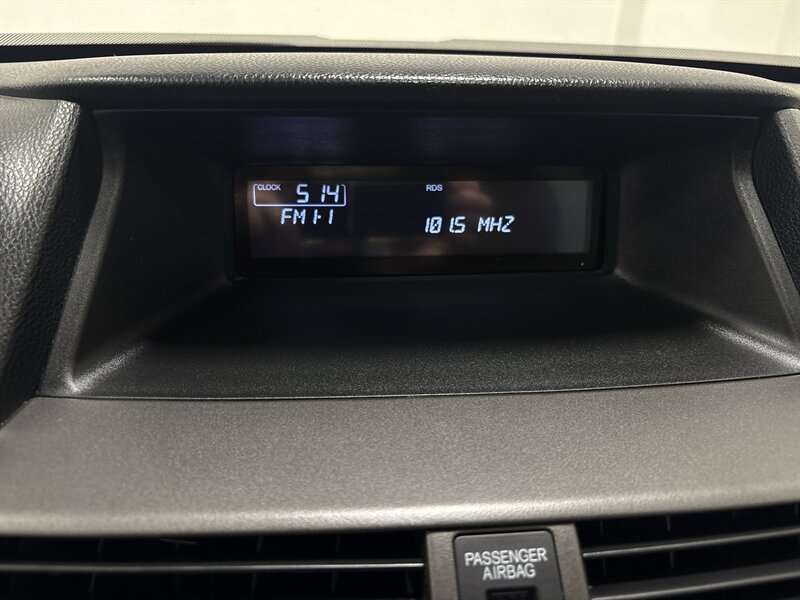 CLOCK 5 14 RDS
FM1-1 101.5 MHZ
PASSENGER
AIRBAG